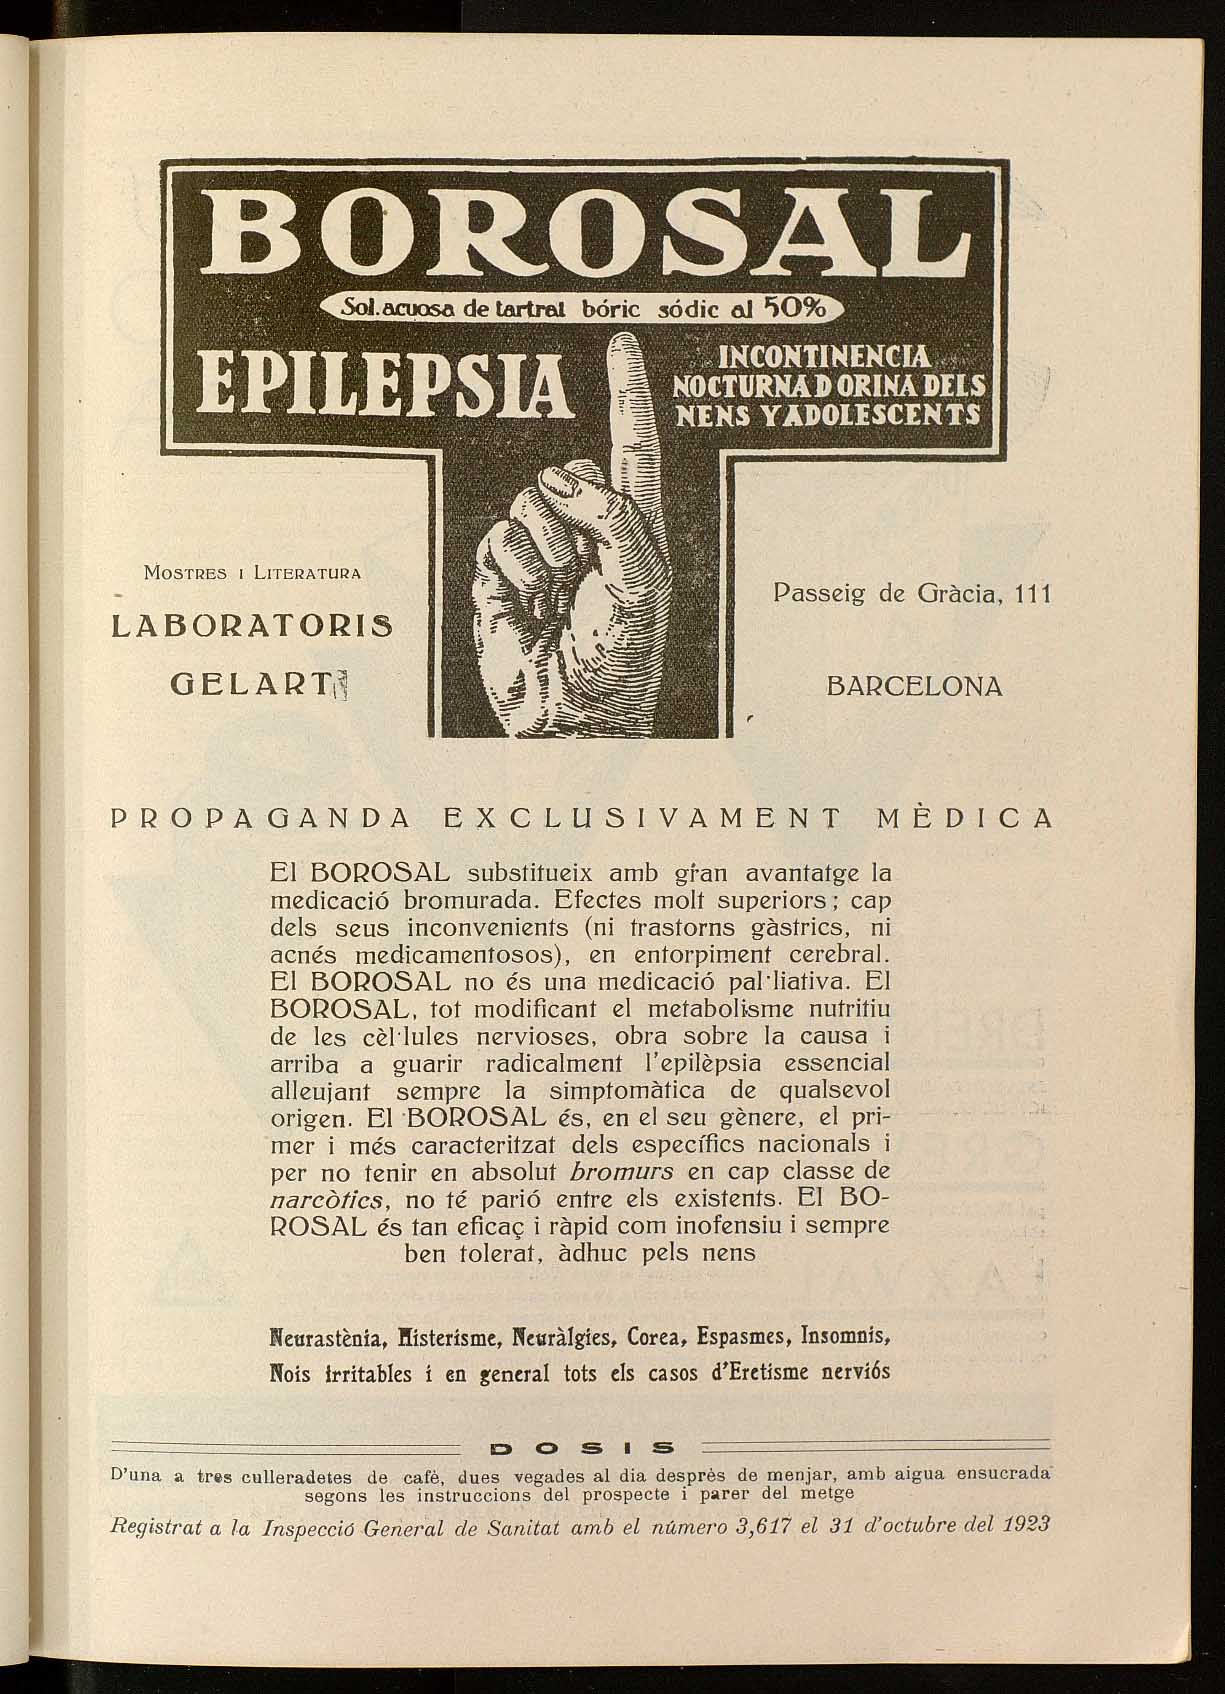 BOROSAL
Sol. acuosa de tartrat bóric sódic al 50%
EPILEPSIA
INCONTINENCIA
NOCTURNA D ORINA DELS
NENS Y ADOLESCENTS
MOSTRES I LITERATURA
LABORATORIS
GELART
Passeig de Gràcia, 111
BARCELONA
PROPAGANDA EXCLUSIVAMENT MÈDICA
El BOROSAL substitueix amb gran avantatge la
medicació bromurada. Efectes molt superiors; cap
dels seus inconvenients (ni trastorns gàstrics, ni
acnés medicamentosos), en entorpiment cerebral.
El BOROSAL no és una medicació pal·liativa. El
BOROSAL, tot modificant el metabolisme nutritiu
de les cèl·lules nervioses, obra sobre la causa i
arriba a guarir radicalment l'epilèpsia essencial
alleujant sempre la simptomàtica de qualsevol
origen. El BOROSAL és, en el seu gènere, el pri-
mer i més caracteritzat dels específics nacionals i
per no tenir en absolut bromurs en cap classe de
narcòtics, no té parió entre els existents. El BO-
ROSAL és tan eficaç i ràpid com inofensiu i sempre
ben tolerat, àdhuc pels nens
Neurastènia, Histerisme, Neuràlgies, Corea, Espasmes, Insomnis,
Nois irritables i en general tots els casos d'Eretisme nerviós
DOSIS
D'una a tres culleradetes de cafè, dues vegades al dia desprès de menjar, amb aigua ensucrada
segons les instruccions del prospecte i parer del metge
Registrat a la Inspecció General de Sanitat amb el número 3,617 el 31 d'octubre del 1923